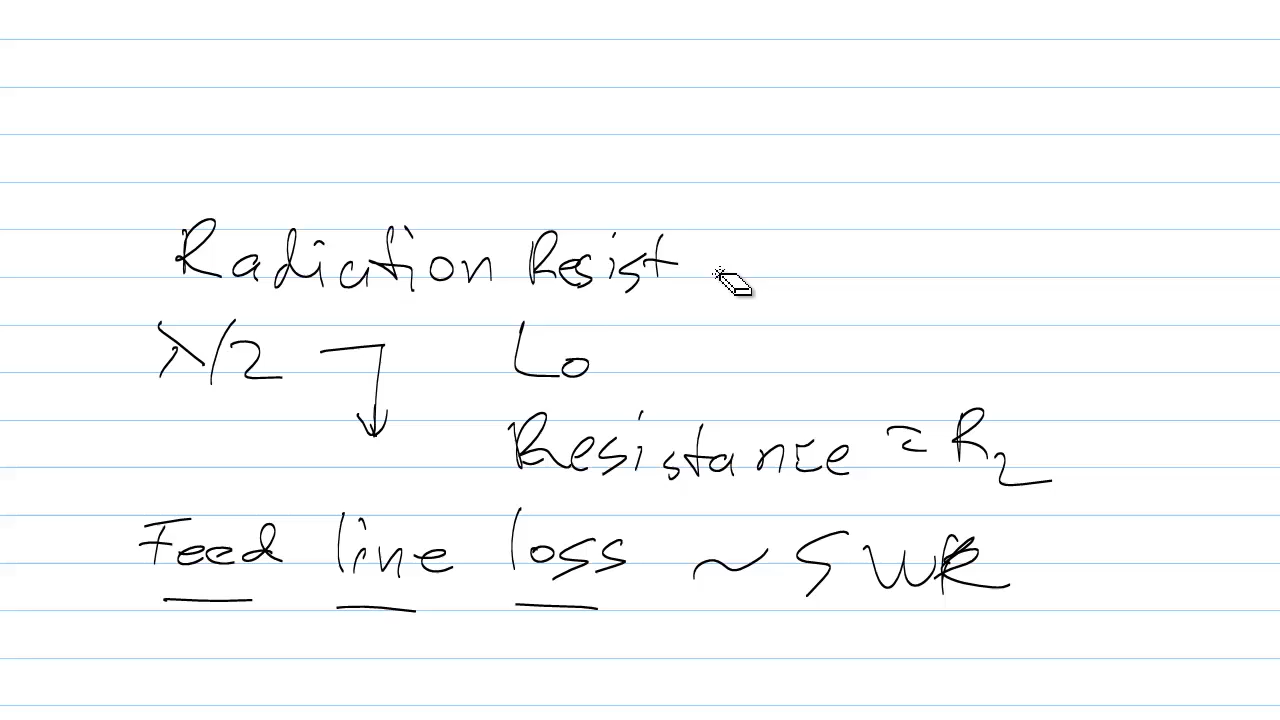 Radiation Resist
λ/2 Lo
Resistance = R2
Feed line loss ~ SWR